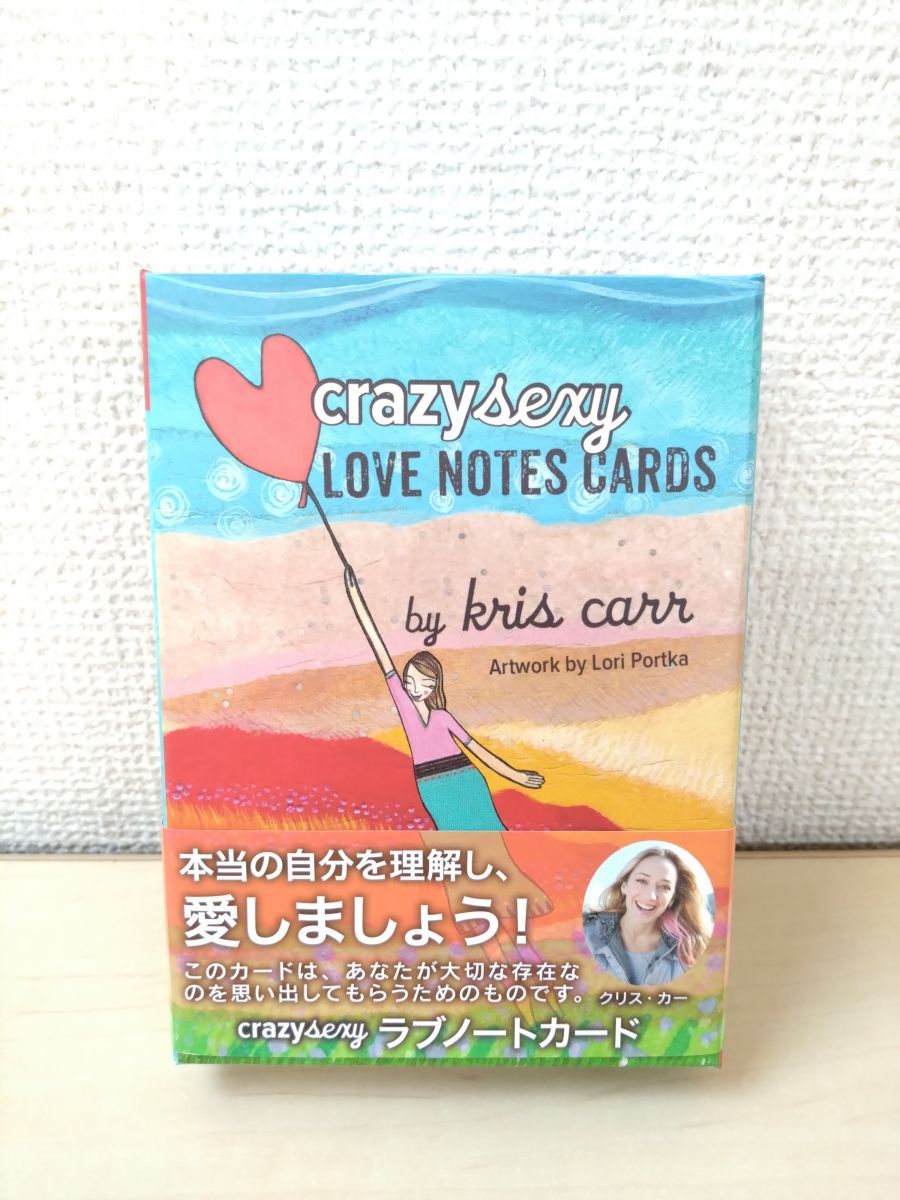 crazysexy
LOVE NOTES CARDS
by kris carr
Artwork by Lori Portka
本当の自分を理解し、
愛しましょう!
このカードは、あなたが大切な存在な
のを思い出してもらうためのものです。
クリス・カー
crazysexy ラブノートカード